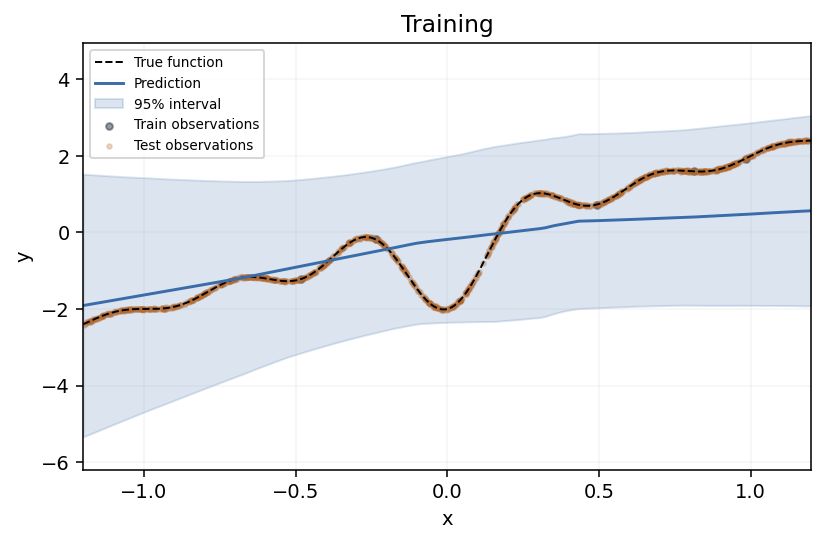 Training
True function
Prediction
95% interval
Train observations
Test observations
4
2
0
−2
−4
−6
y
−1.0
−0.5
0.0
0.5
1.0
x